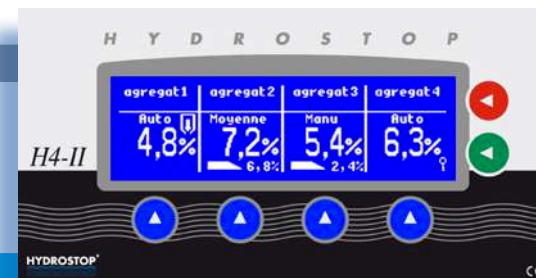 HYDROSTOP
agregat1 agregat2 agregat3 agregat4
Auto Moyenne Manu Auto
4,8% 7,2% 5,4% 6,3%
6,8% 2,4%
H4-II
HYDROSTOP